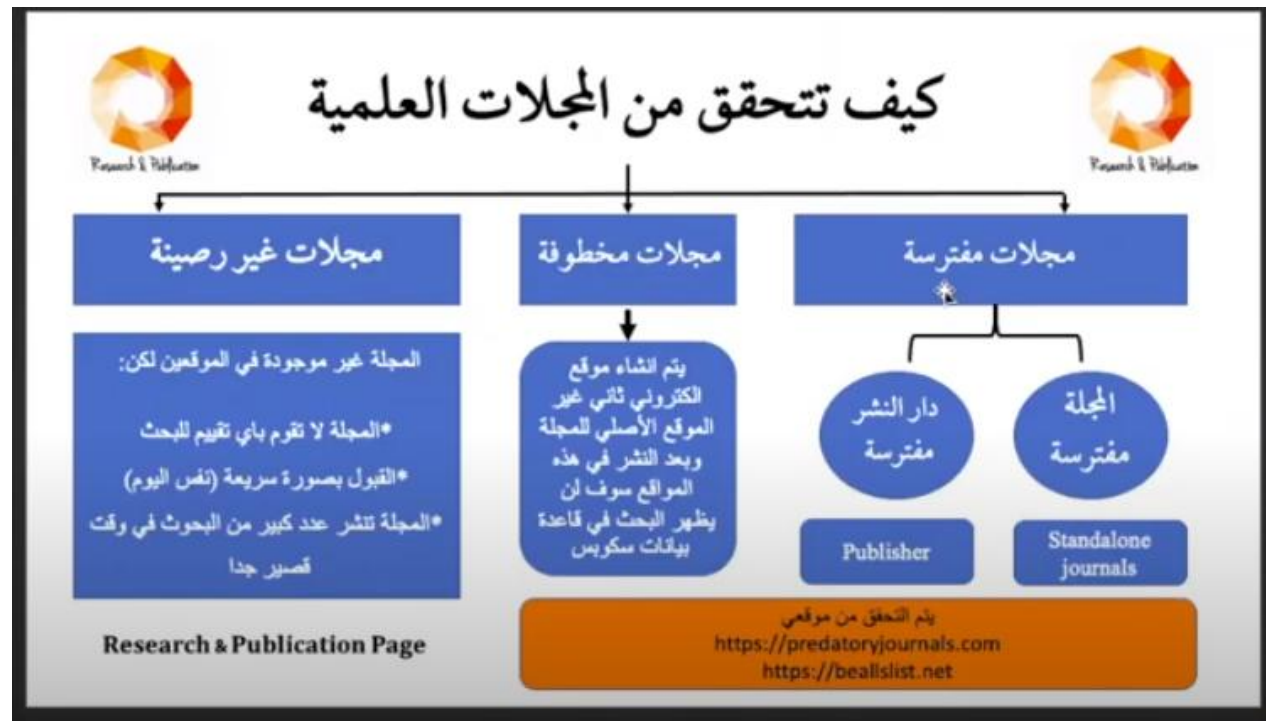 كيف تتحقق من المجلات العلمية
Research & Publication
Research & Publication
مجلات مفترسة
المجلة
مفترسة
Standalone
journals
دار النشر
مفترسة
Publisher
مجلات مخطوفة
يتم انشاء موقع
الكتروني ثاني غير
الموقع الأصلي للمجلة
وبعد النشر في هذه
المواقع سوف لن
يظهر البحث في قاعدة
بيانات سكوبس
مجلات غير رصينة
المجلة غير موجودة في الموقعين لكن:
*المجلة لا تقوم باي تقييم للبحث
*القبول بصورة سريعة (نفس اليوم)
*المجلة تنشر عدد كبير من البحوث في وقت
قصير جدا
يتم التحقق من موقعي
https://predatoryjournals.com
https://beallslist.net
Research & Publication Page